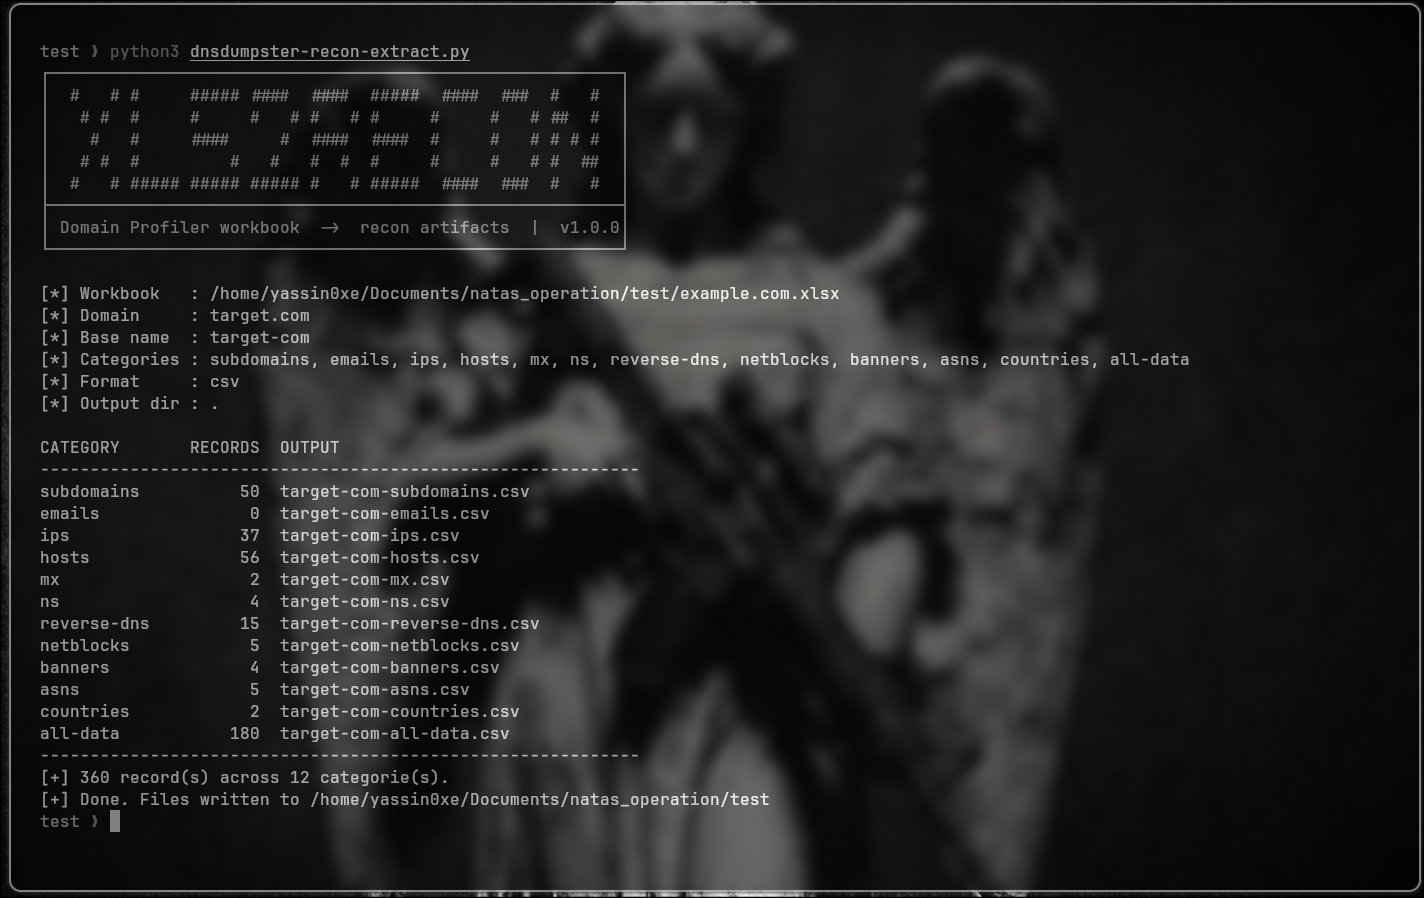 test ❯ python3 dnsdumpster-recon-extract.py
XLSZRECON
Domain Profiler workbook --> recon artifacts | v1.0.0
[*] Workbook : /home/yassin0xe/Documents/natas_operation/test/example.com.xlsx
[*] Domain : target.com
[*] Base name : target-com
[*] Categories : subdomains, emails, ips, hosts, mx, ns, reverse-dns, netblocks, banners, asns, countries, all-data
[*] Format : csv
[*] Output dir : .
CATEGORY RECORDS OUTPUT
------------------------------------------------------------
subdomains 50 target-com-subdomains.csv
emails 0 target-com-emails.csv
ips 37 target-com-ips.csv
hosts 56 target-com-hosts.csv
mx 2 target-com-mx.csv
ns 4 target-com-ns.csv
reverse-dns 15 target-com-reverse-dns.csv
netblocks 5 target-com-netblocks.csv
banners 4 target-com-banners.csv
asns 5 target-com-asns.csv
countries 2 target-com-countries.csv
all-data 180 target-com-all-data.csv
------------------------------------------------------------
[+] 360 record(s) across 12 categorie(s).
[+] Done. Files written to /home/yassin0xe/Documents/natas_operation/test
test ❯